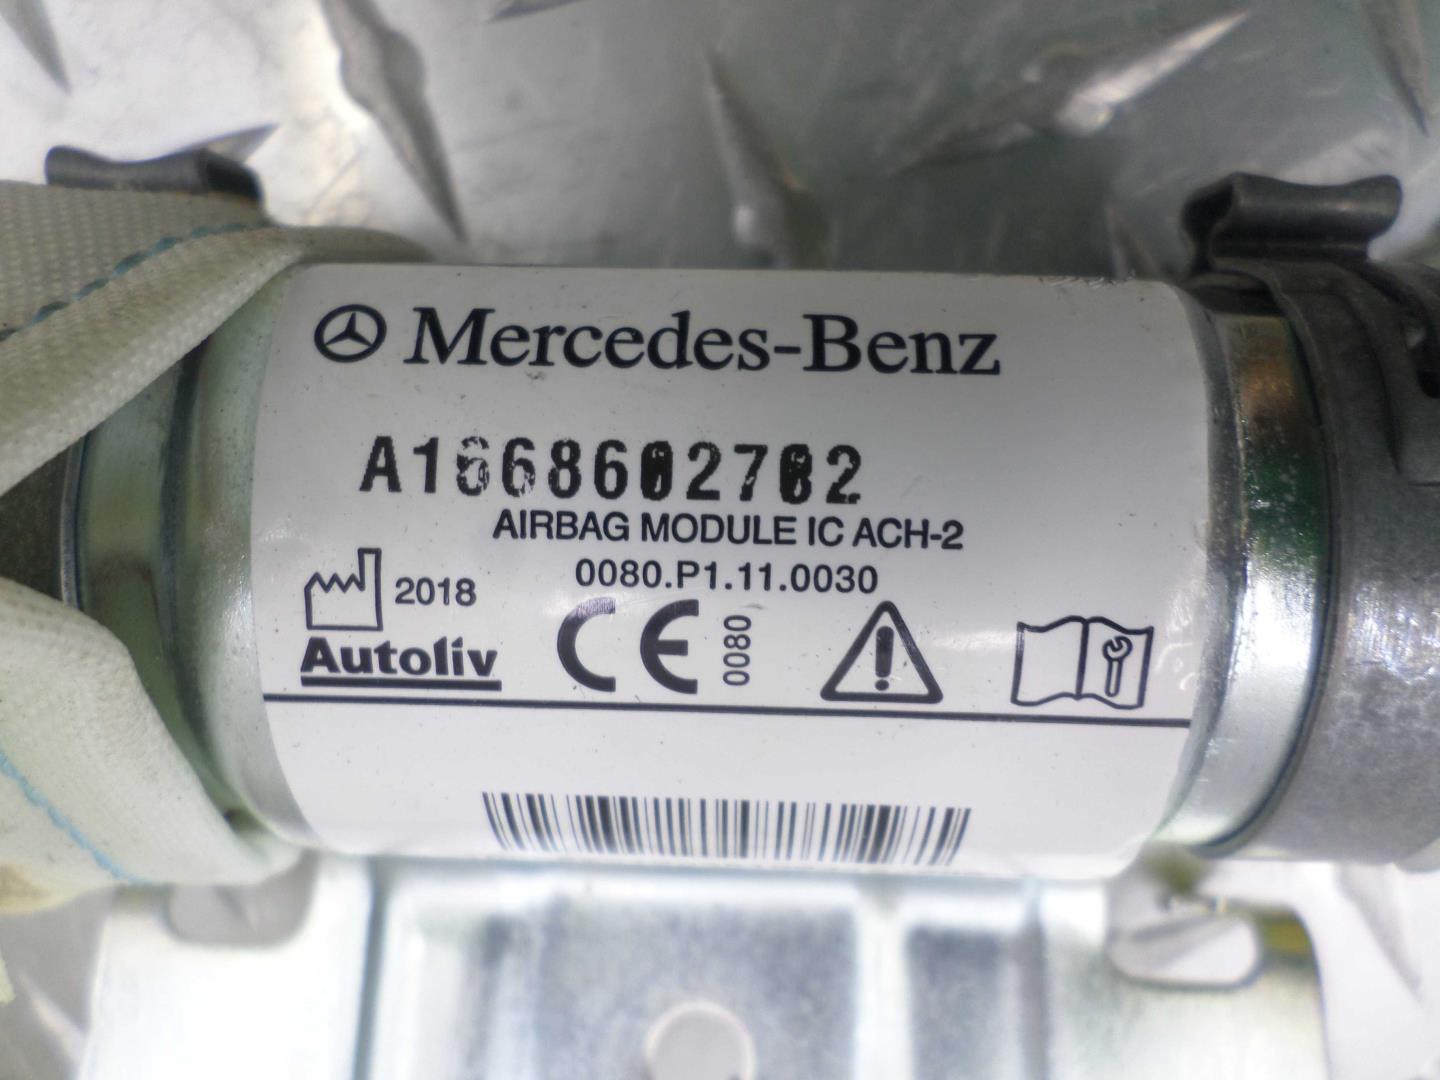 Mercedes-Benz
A1668602702
AIRBAG MODULE IC ACH-2
0080.P1.11.0030
2018
Autoliv
CE 0080